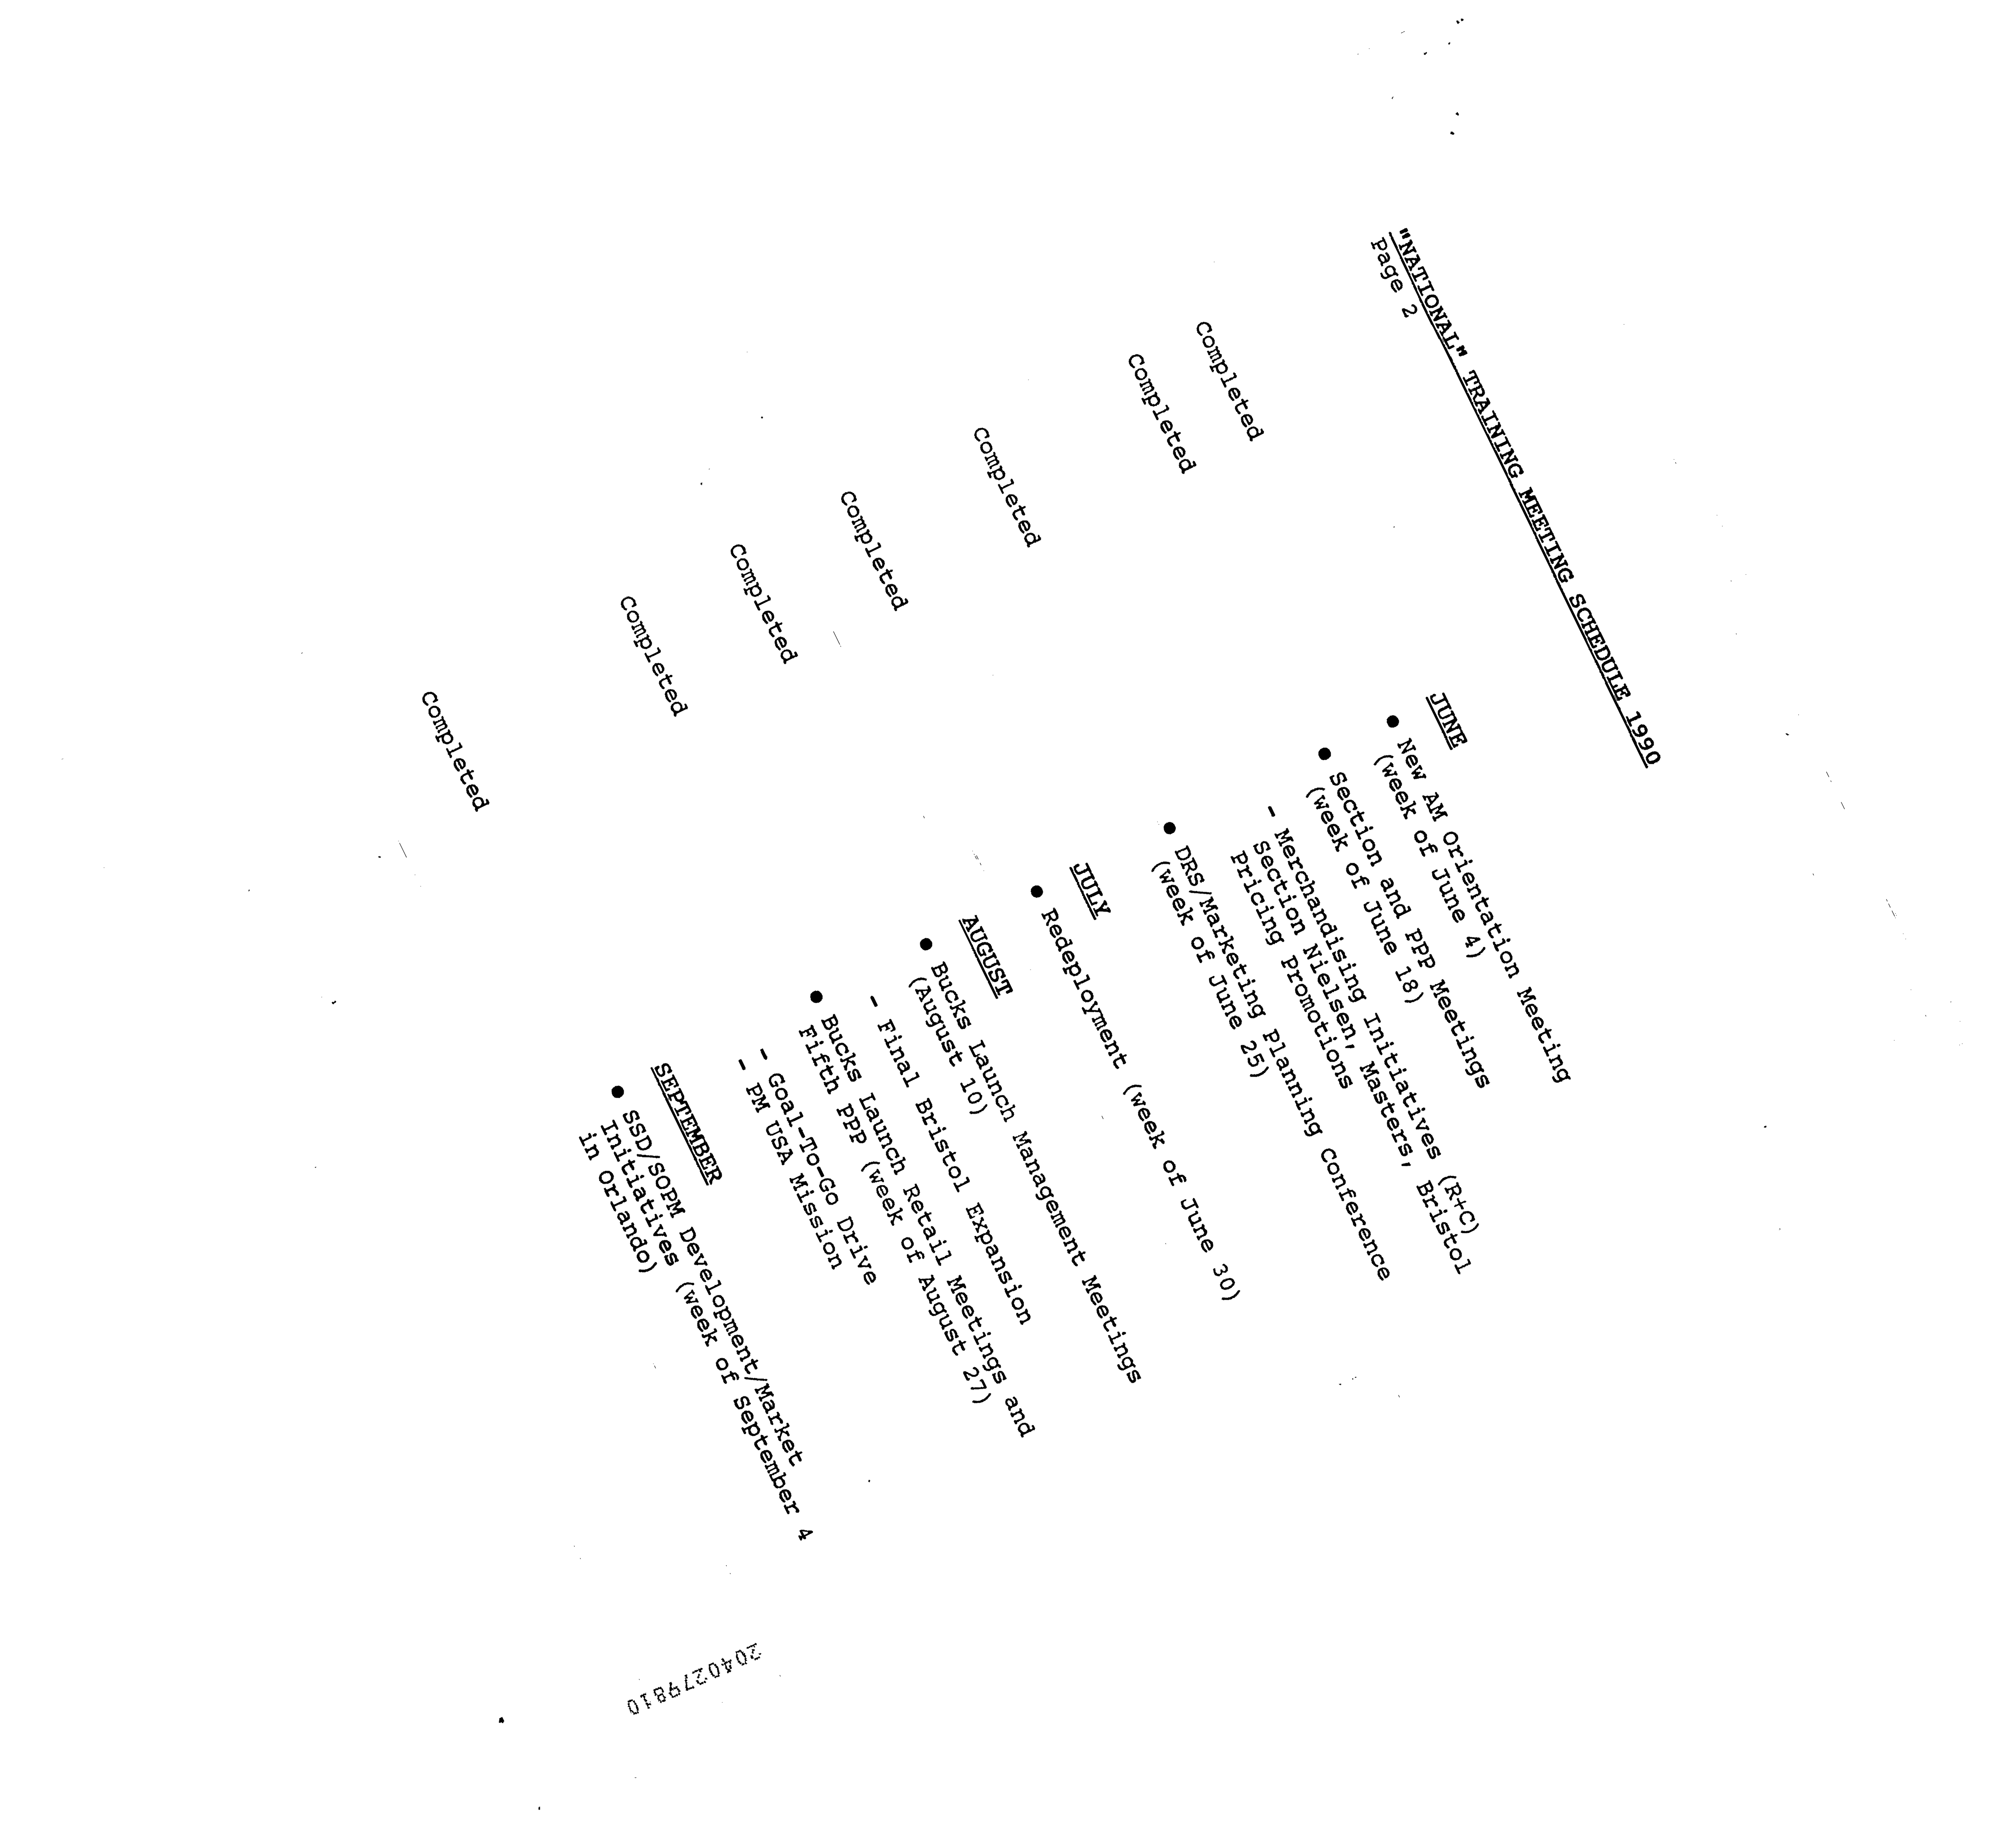 "NATIONAL" TRAINING MEETING SCHEDULE 1990
Page 2
JUNE
Completed ● New AM Orientation Meeting
(week of June 4)
Completed ● Section and PPP Meetings
(week of June 18)
- Merchandising Initiatives (R+C)
Section Nielsen, Masters, Bristol
Pricing Promotions
Completed ● DRS/Marketing Planning Conference
(week of June 25)
JULY
Completed ● Redeployment (week of June 30)
AUGUST
Completed ● Bucks Launch Management Meetings
(August 10)
- Final Bristol Expansion
Completed ● Bucks Launch Retail Meetings and
Fifth PPP (week of August 27)
- Goal-To-Go Drive
- PM USA Mission
SEPTEMBER
Completed ● SSD/SOPM Development/Market
Initiatives (week of September 4
in Orlando)
2040279810